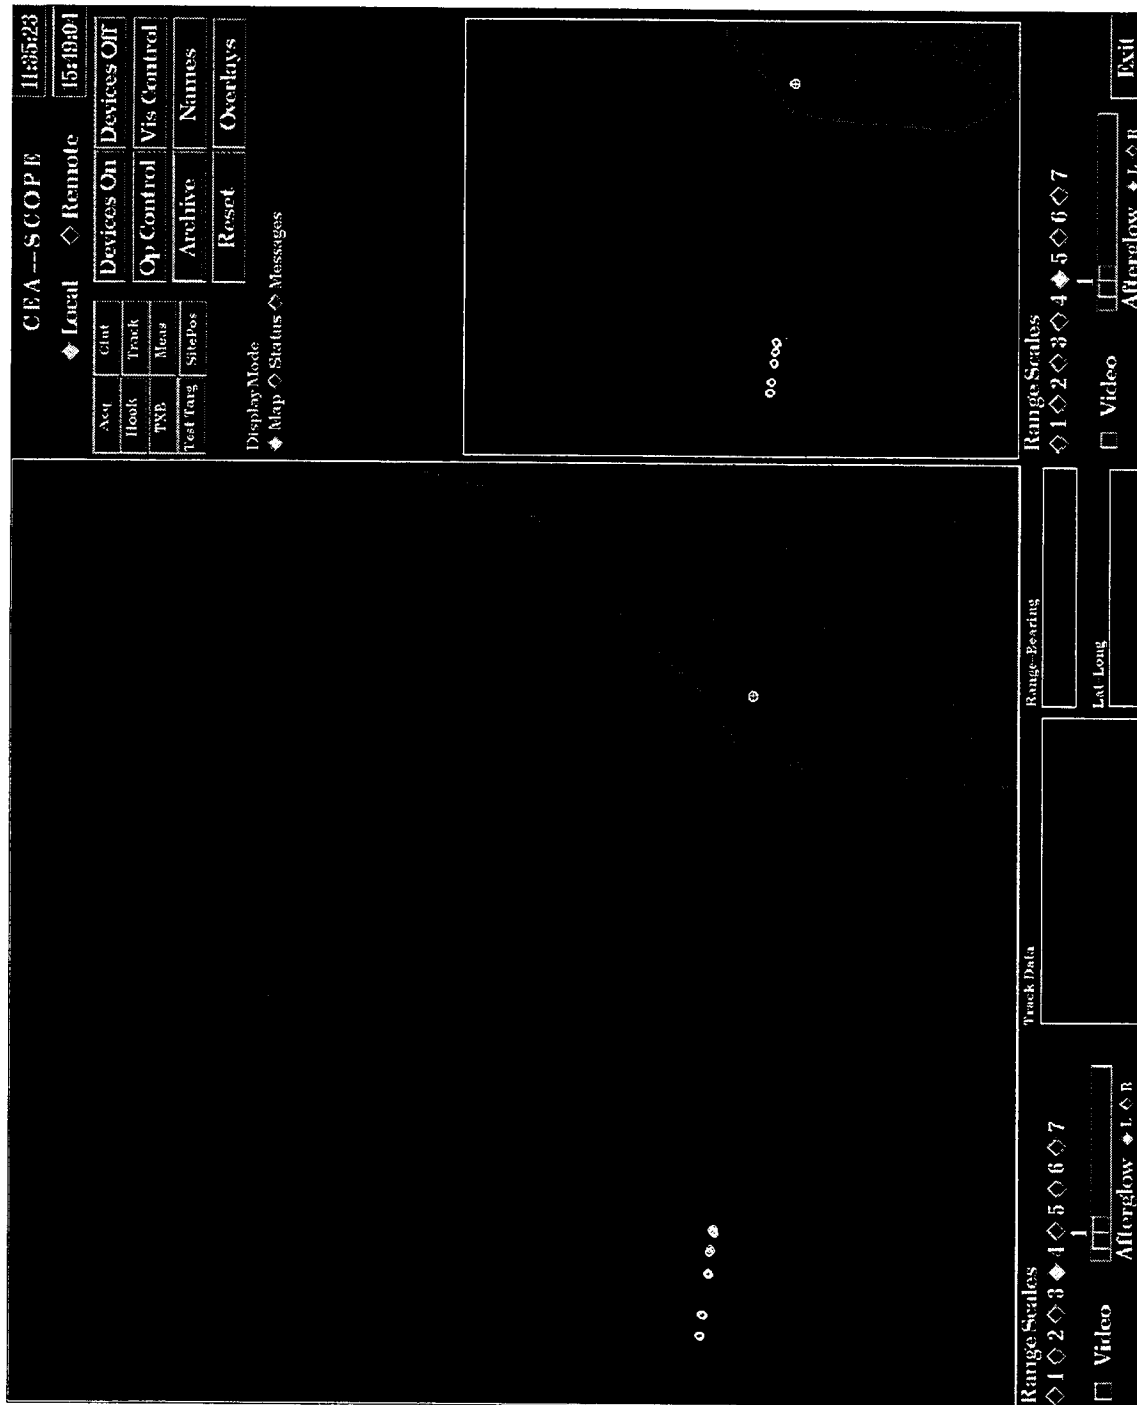 CEA--SCOPE 11:35:23
◆ Local ◇ Remote 15:49:04
Acq Clut Devices On Devices Off
Hook Track Op Control Vis Control
TXB Meas Archive Names
Test Targ SitePos Reset Overlays
Display Mode
◆ Map ◇ Status ◇ Messages
Range Scales
◇ 1 ◇ 2 ◇ 3 ◆ 4 ◇ 5 ◇ 6 ◇ 7
1
Video
Afterglow ◆ L ◇ R
Track Data
Range-Bearing
Lat-Long
Range Scales
◇ 1 ◇ 2 ◇ 3 ◇ 4 ◆ 5 ◇ 6 ◇ 7
1
Video
Afterglow ◆ L ◇ R
Exit